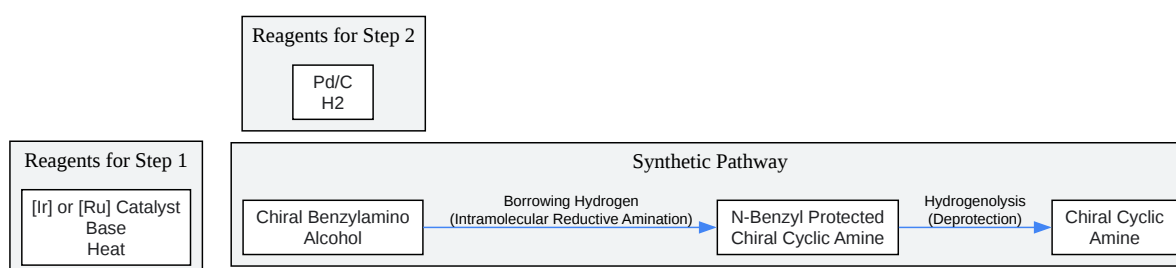 Reagents for Step 2
Pd/C
H2
Reagents for Step 1
[Ir] or [Ru] Catalyst
Base
Heat
Synthetic Pathway
Chiral Benzylamino
Alcohol
Borrowing Hydrogen
(Intramolecular Reductive Amination)
N-Benzyl Protected
Chiral Cyclic Amine
Hydrogenolysis
(Deprotection)
Chiral Cyclic
Amine